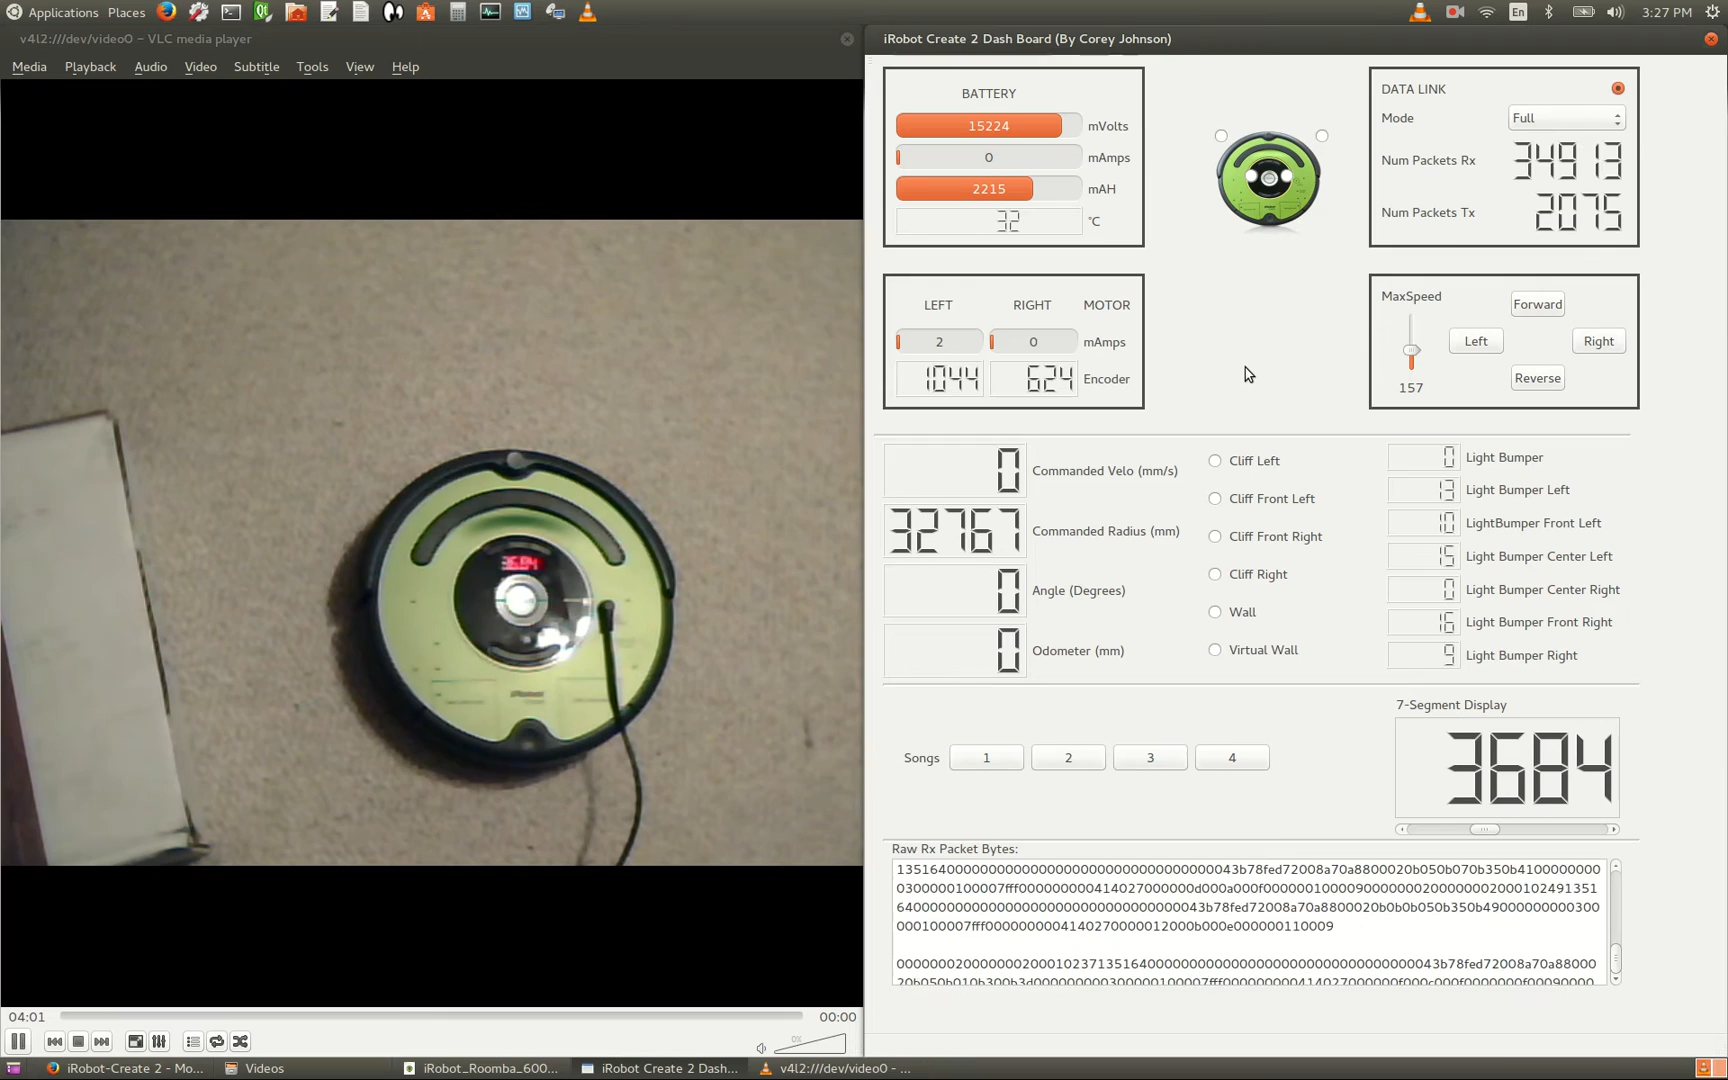 Applications Places En 3:27 PM
v4l2:///dev/video0 – VLC media player
Media Playback Audio Video Subtitle Tools View Help
3684
04:01 00:00
0%
iRobot Create 2 Dash Board (By Corey Johnson)
BATTERY
15224 mVolts
0 mAmps
2215 mAH
32 °C
DATA LINK
Mode Full
Num Packets Rx 34913
Num Packets Tx 2075
LEFT RIGHT MOTOR
2 0 mAmps
1044 624 Encoder
MaxSpeed
157
Forward
Left Right
Reverse
0 Commanded Velo (mm/s)
32767 Commanded Radius (mm)
0 Angle (Degrees)
0 Odometer (mm)
Cliff Left
Cliff Front Left
Cliff Front Right
Cliff Right
Wall
Virtual Wall
0 Light Bumper
13 Light Bumper Left
10 LightBumper Front Left
15 Light Bumper Center Left
0 Light Bumper Center Right
16 Light Bumper Front Right
9 Light Bumper Right
Songs 1 2 3 4
7-Segment Display
3684
Raw Rx Packet Bytes:
iRobot-Create 2 - Mo... Videos iRobot_Roomba_600... iRobot Create 2 Dash... v4l2:///dev/video0 - ...